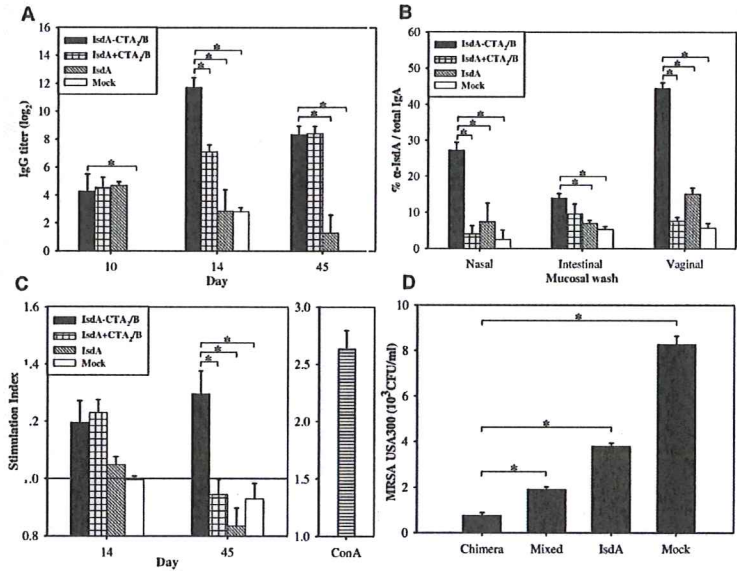 A
16
14
12
10
8
6
4
2
0
IgG titer (log2)
IsdA-CTA2/B
IsdA+CTA2/B
IsdA
Mock
* * *
* *
*
10 14 45
Day
B
60
50
40
30
20
10
0
% α-IsdA / total IgA
IsdA-CTA2/B
IsdA+CTA2/B
IsdA
Mock
* * *
* *
* * *
Nasal Intestinal Vaginal
Mucosal wash
C
1.6
1.4
.2
1.0
0.8
Stimulation Index
IsdA-CTA2/B
IsdA+CTA2/B
IsdA
Mock
* * *
14 45
Day
3.0
2.5
2.0
1.5
1.0
ConA
D
10
8
6
4
2
0
MRSA USA300 (10³CFU/ml)
*
*
*
Chimera Mixed IsdA Mock